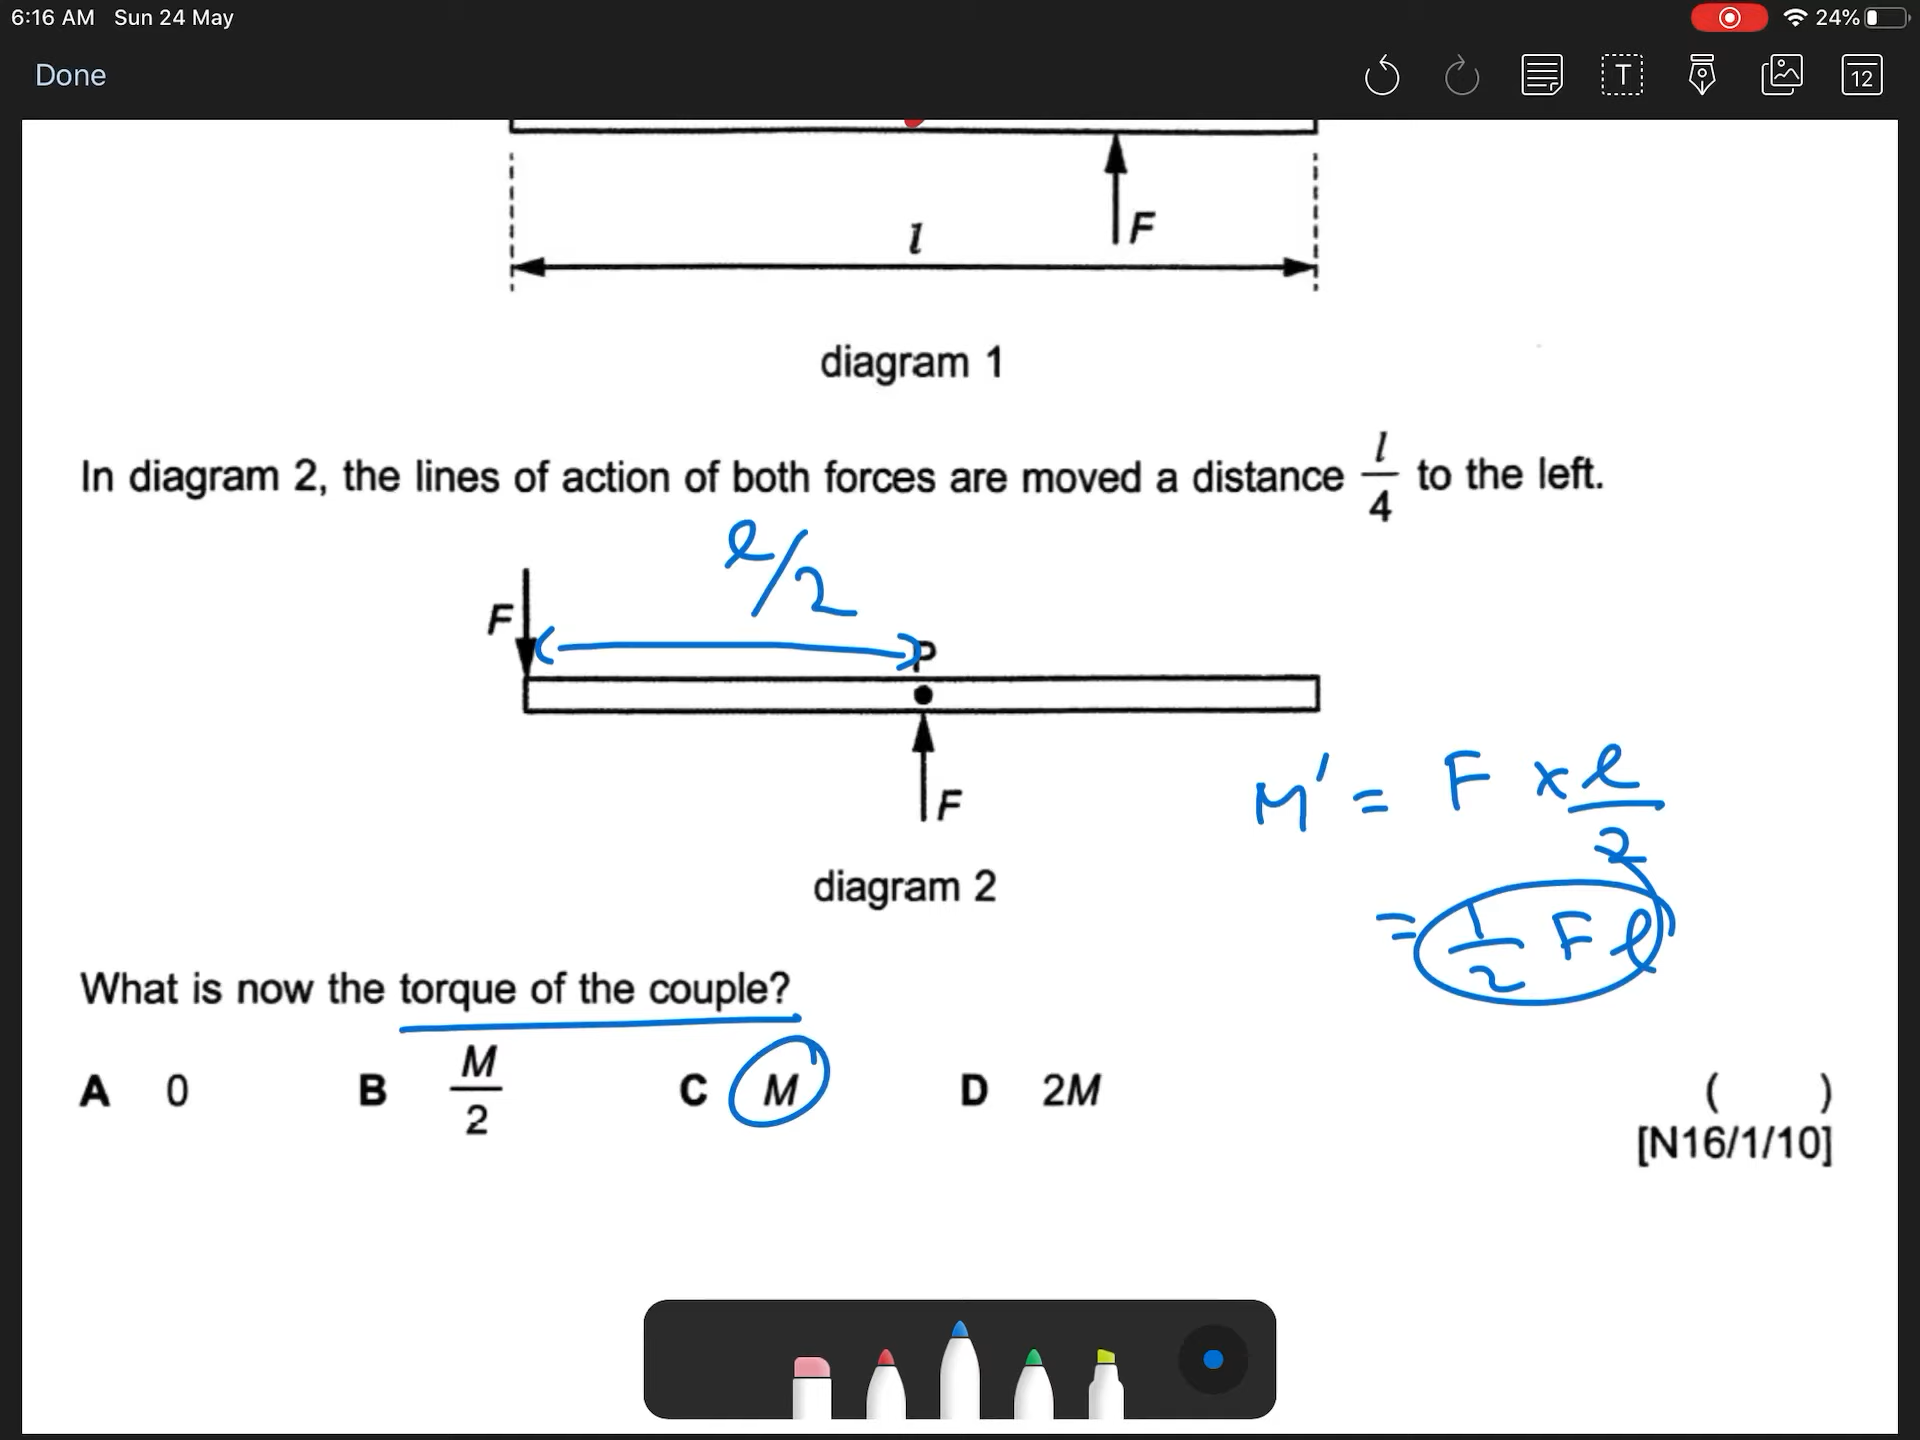 6:16 AM Sun 24 May
24%
Done
T
12
F
l
diagram 1
In diagram 2, the lines of action of both forces are moved a distance l/4 to the left.
l/2
F
P
F
M' = F × l/2
= 1/2 F l
diagram 2
What is now the torque of the couple?
A 0 B M/2 C M D 2M ( )
[N16/1/10]